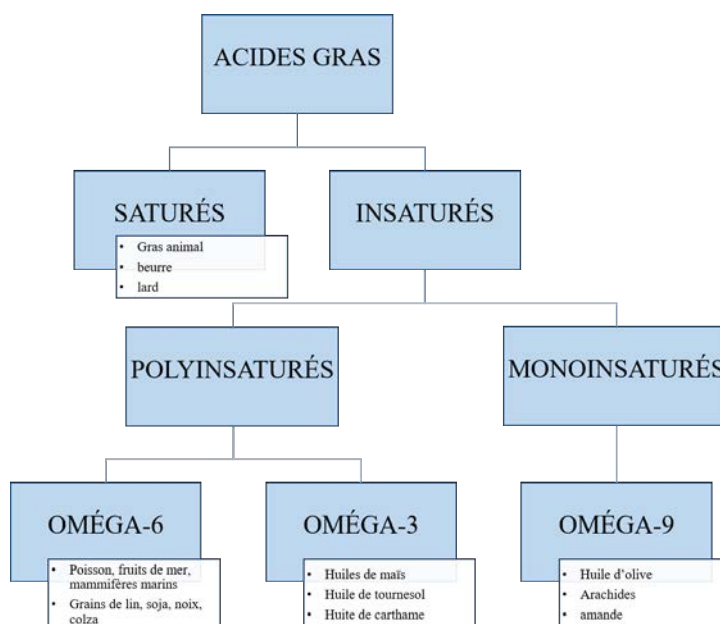 ACIDES GRAS
SATURÉS
• Gras animal
• beurre
• lard
INSATURÉS
POLYINSATURÉS
MONOINSATURÉS
OMÉGA-6
• Poisson, fruits de mer,
mammifères marins
• Grains de lin, soja, noix,
colza
OMÉGA-3
• Huiles de maïs
• Huile de tournesol
• Huite de carthame
OMÉGA-9
• Huile d'olive
• Arachides
• amande